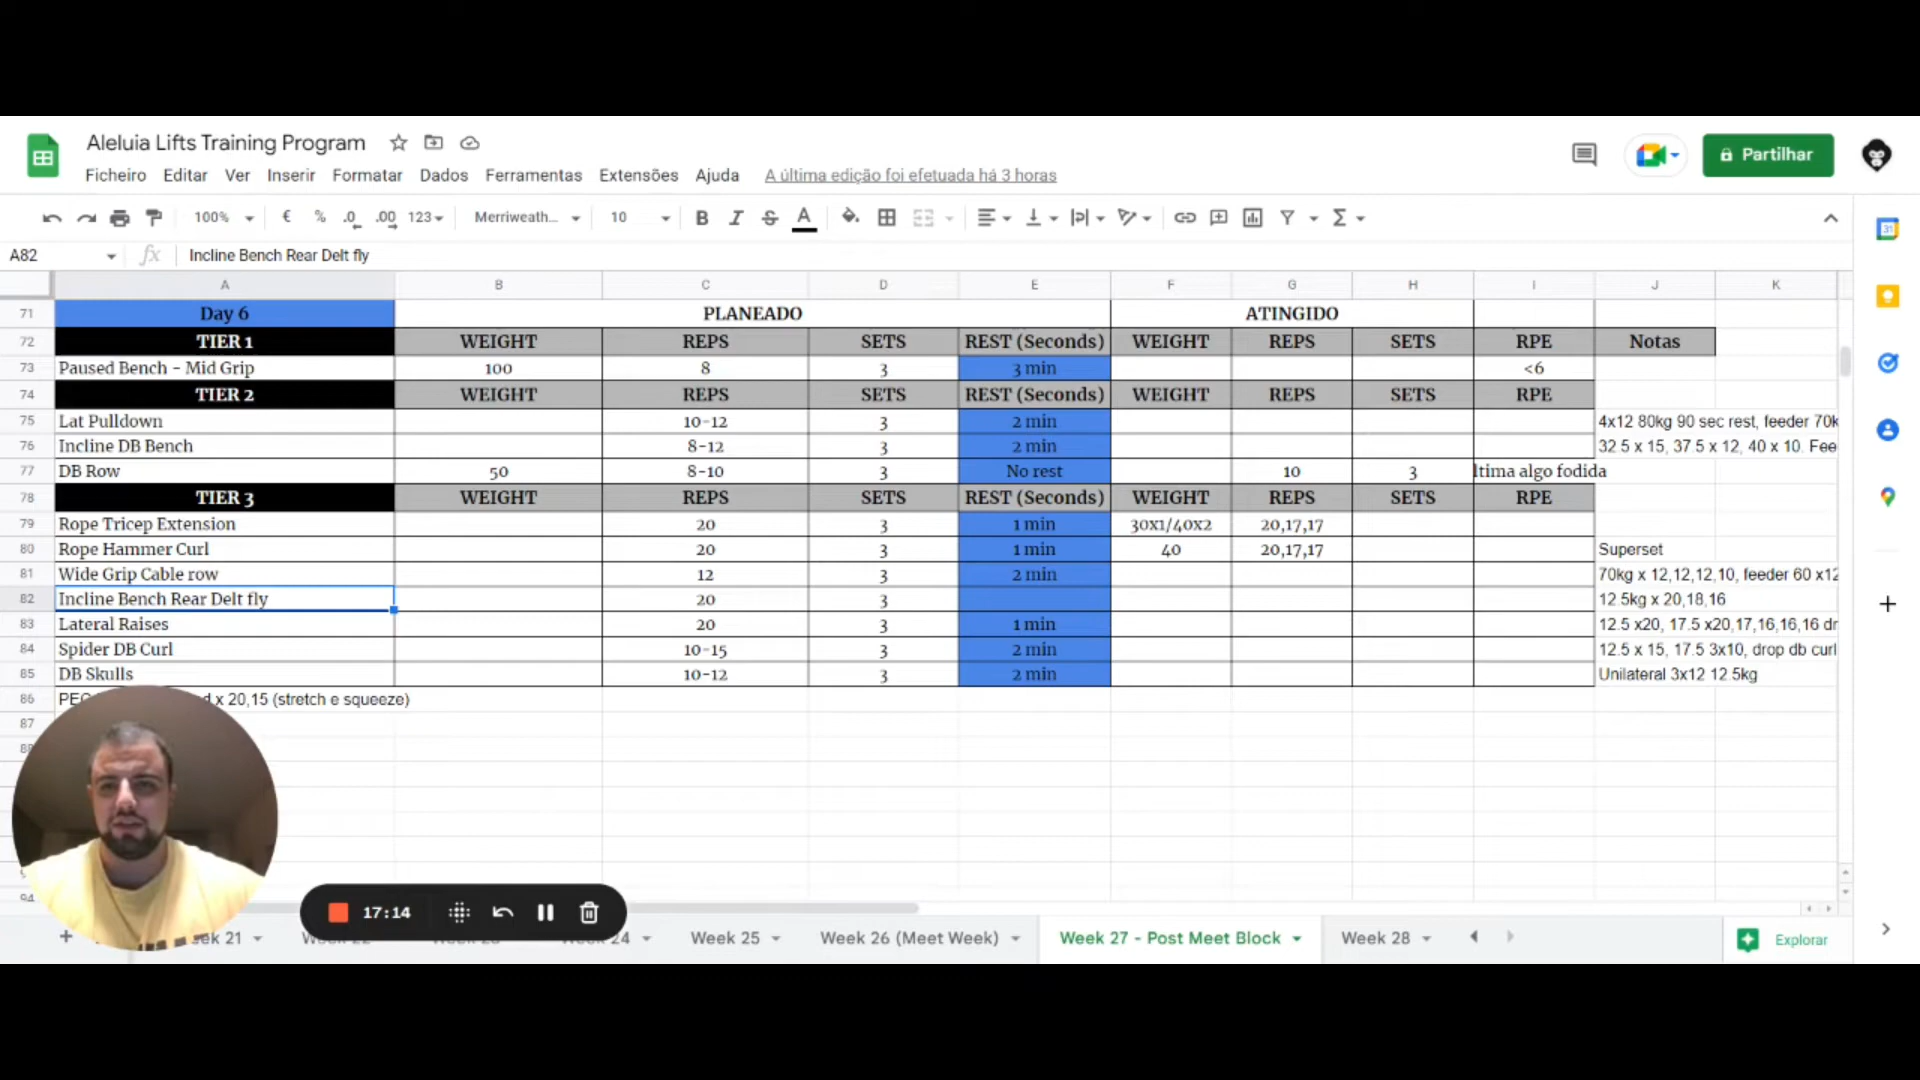 Aleluia Lifts Training Program
Ficheiro Editar Ver Inserir Formatar Dados Ferramentas Extensões Ajuda A última edição foi efetuada há 3 horas
Partilhar
100% € % .0 .00 123 Merriweath... 10 B I S A
A82 fx Incline Bench Rear Delt fly
A B C D E F G H I J K
71 Day 6 PLANEADO ATINGIDO
72 TIER 1 WEIGHT REPS SETS REST (Seconds) WEIGHT REPS SETS RPE Notas
73 Paused Bench - Mid Grip 100 8 3 3 min <6
74 TIER 2 WEIGHT REPS SETS REST (Seconds) WEIGHT REPS SETS RPE
75 Lat Pulldown 10-12 3 2 min 4x12 80kg 90 sec rest, feeder 70k
76 Incline DB Bench 8-12 3 2 min 32.5 x 15, 37.5 x 12, 40 x 10. Fee
77 DB Row 50 8-10 3 No rest 10 3 ltima algo fodida
78 TIER 3 WEIGHT REPS SETS REST (Seconds) WEIGHT REPS SETS RPE
79 Rope Tricep Extension 20 3 1 min 30x1/40x2 20,17,17
80 Rope Hammer Curl 20 3 1 min 40 20,17,17 Superset
81 Wide Grip Cable row 12 3 2 min 70kg x 12,12,12,10, feeder 60 x12
82 Incline Bench Rear Delt fly 20 3 12.5kg x 20,18,16
83 Lateral Raises 20 3 1 min 12.5 x20, 17.5 x20,17,16,16,16 dr
84 Spider DB Curl 10-15 3 2 min 12.5 x 15, 17.5 3x10, drop db curl
85 DB Skulls 10-12 3 2 min Unilateral 3x12 12.5kg
86 PEC d x 20,15 (stretch e squeeze)
87
94
17:14
eek 21 24 Week 25 Week 26 (Meet Week) Week 27 - Post Meet Block Week 28 Explorar
31